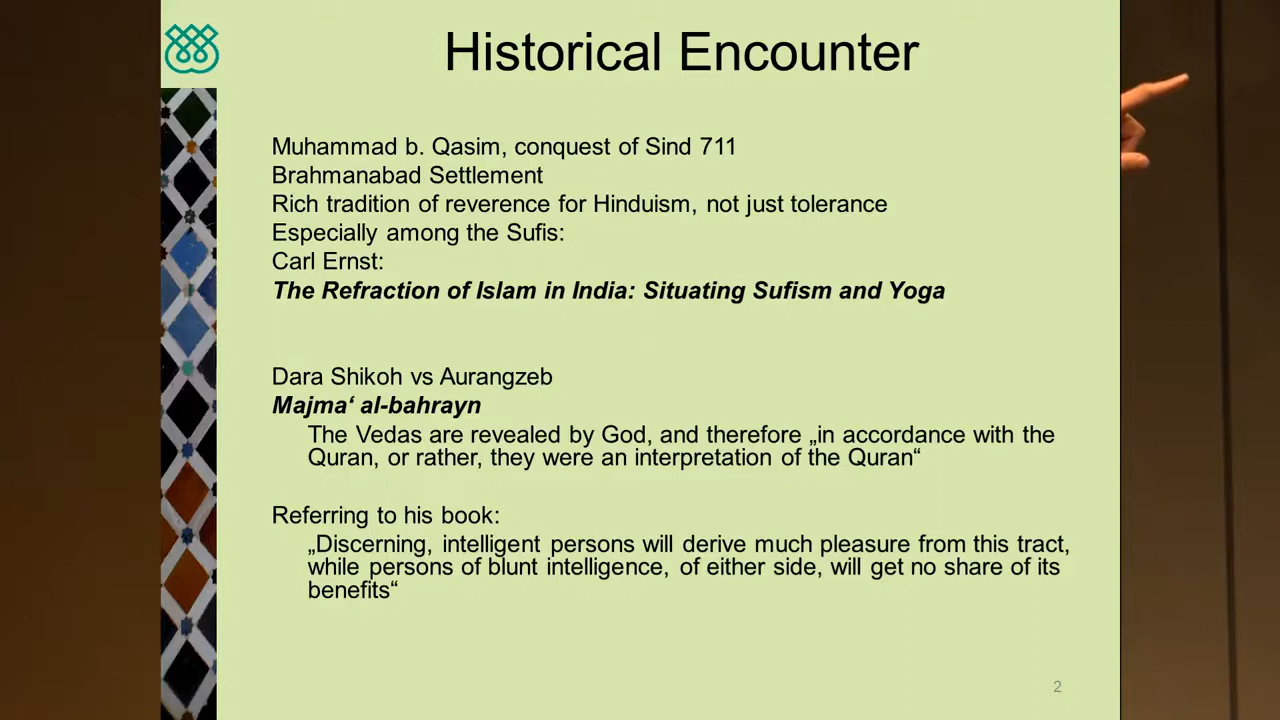 Historical Encounter
Muhammad b. Qasim, conquest of Sind 711
Brahmanabad Settlement
Rich tradition of reverence for Hinduism, not just tolerance
Especially among the Sufis:
Carl Ernst:
The Refraction of Islam in India: Situating Sufism and Yoga
Dara Shikoh vs Aurangzeb
Majma‘ al-bahrayn
The Vedas are revealed by God, and therefore „in accordance with the
Quran, or rather, they were an interpretation of the Quran“
Referring to his book:
„Discerning, intelligent persons will derive much pleasure from this tract,
while persons of blunt intelligence, of either side, will get no share of its
benefits“
2